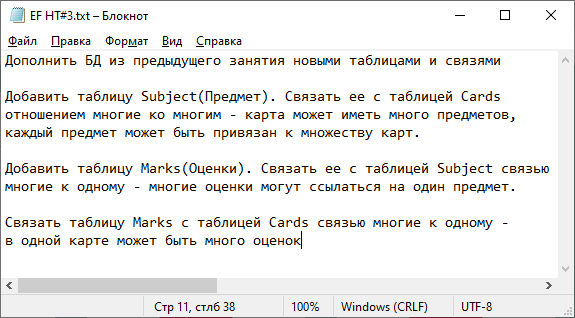 EF HT#3.txt – Блокнот
Файл Правка Формат Вид Справка
Дополнить БД из предыдущего занятия новыми таблицами и связями
Добавить таблицу Subject(Предмет). Связать ее с таблицей Cards
отношением многие ко многим - карта может иметь много предметов,
каждый предмет может быть привязан к множеству карт.
Добавить таблицу Marks(Оценки). Связать ее с таблицей Subject связью
многие к одному - многие оценки могут ссылаться на один предмет.
Связать таблицу Marks с таблицей Cards связью многие к одному -
в одной карте может быть много оценок
Стр 11, стлб 38 100% Windows (CRLF) UTF-8